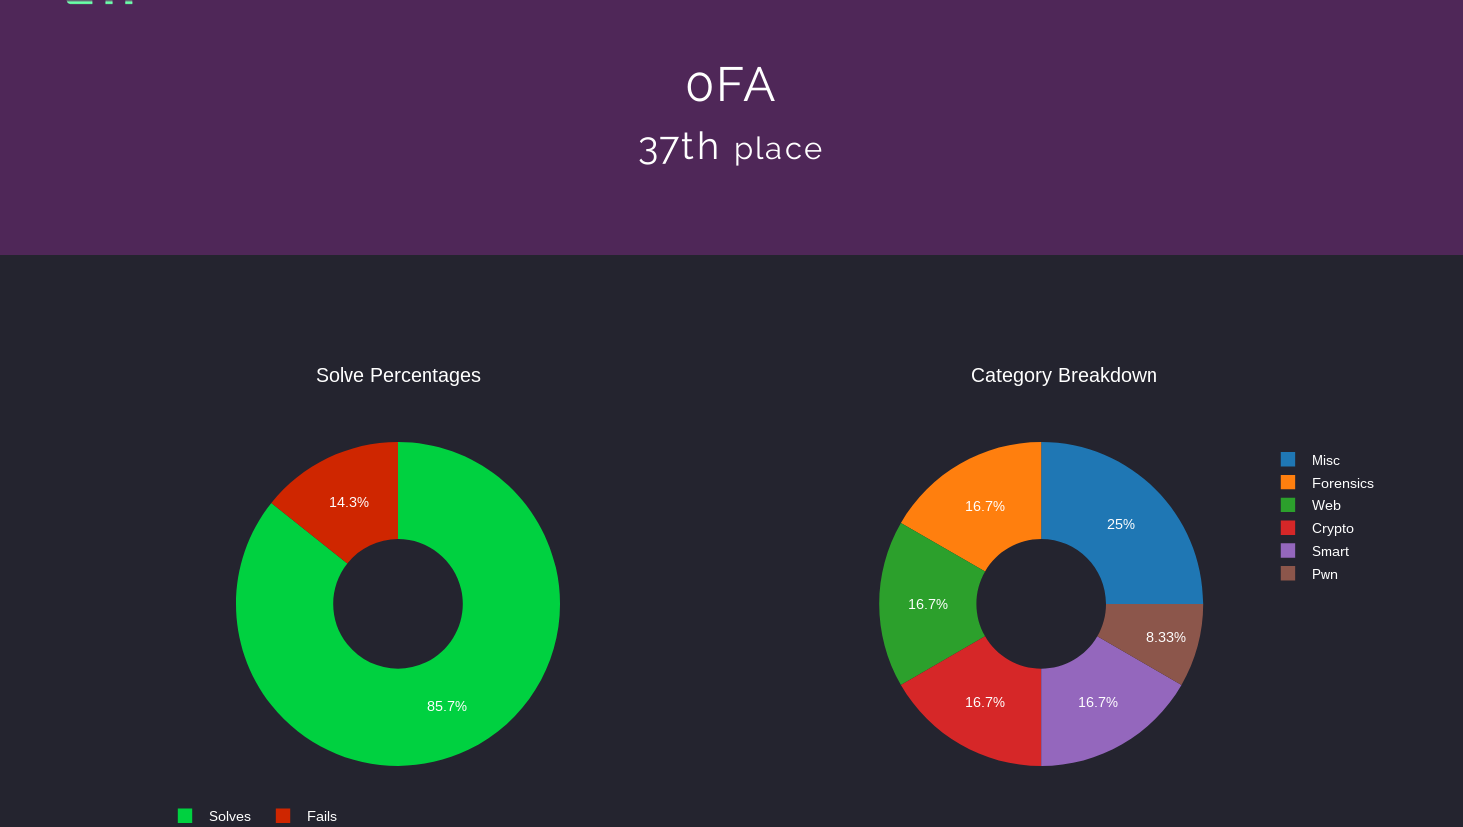 oFA
37th place
Solve Percentages
14.3%
85.7%
Solves
Fails
Category Breakdown
25%
16.7%
16.7%
16.7%
16.7%
8.33%
Misc
Forensics
Web
Crypto
Smart
Pwn